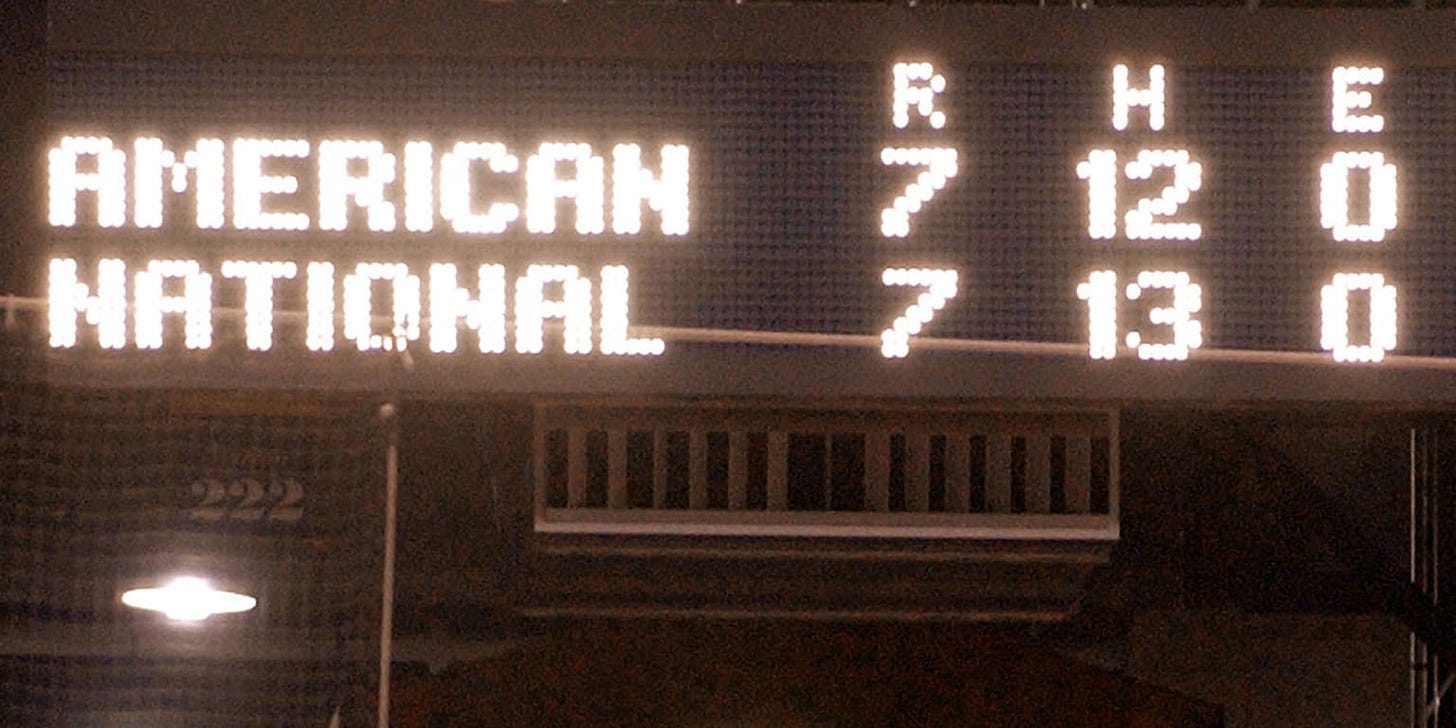 R H E
AMERICAN 7 12 0
NATIONAL 7 13 0
222